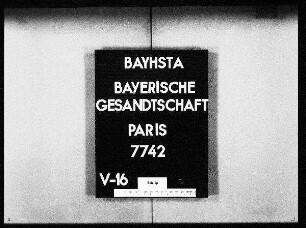 BAYHSTA
BAYERISCHE
GESANDTSCHAFT
PARIS
7742
V-16